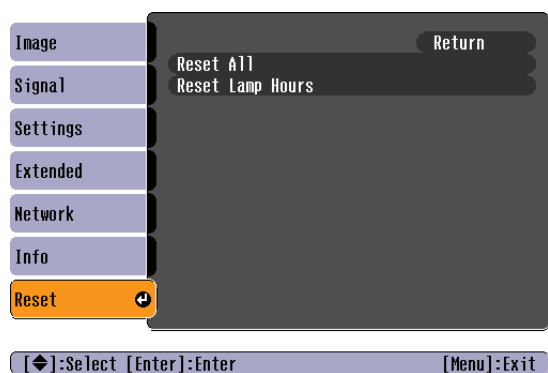 Image
Signal
Settings
Extended
Network
Info
Reset
Return
Reset All
Reset Lamp Hours
[◆]:Select [Enter]:Enter [Menu]:Exit